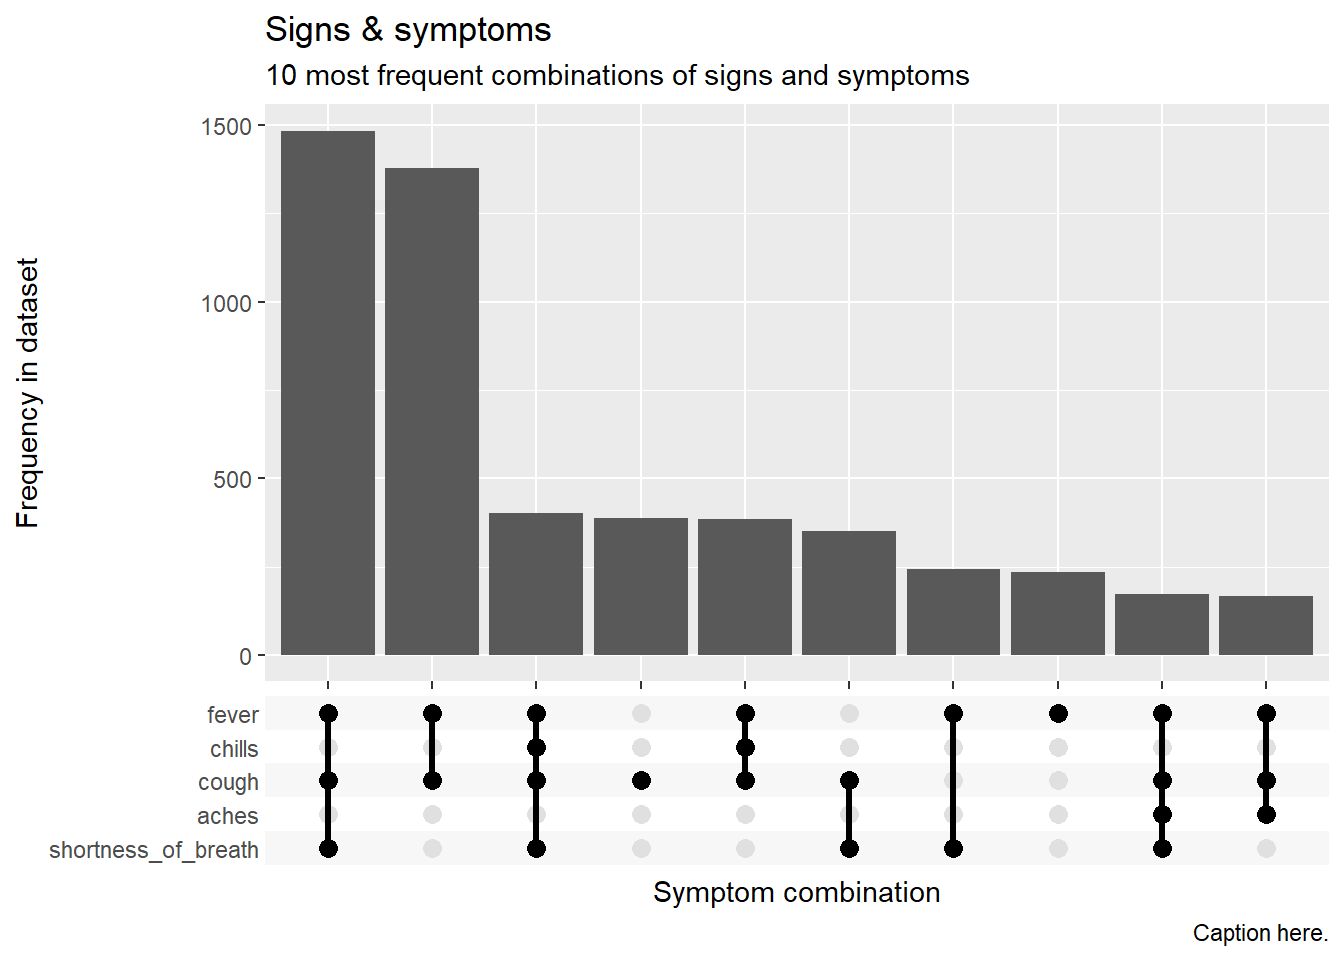 Signs & symptoms
10 most frequent combinations of signs and symptoms
Frequency in dataset
1500
1000
500
0
fever
chills
cough
aches
shortness_of_breath
Symptom combination
Caption here.